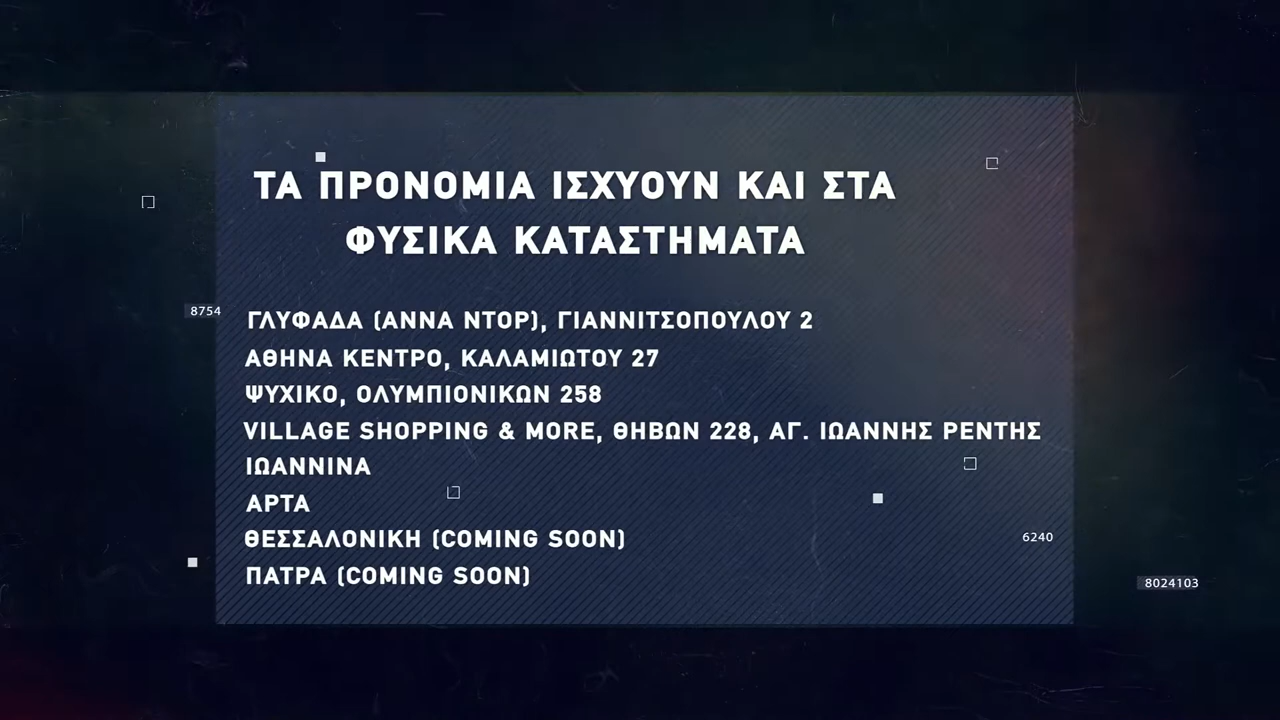 ΤΑ ΠΡΟΝΟΜΙΑ ΙΣΧΥΟΥΝ ΚΑΙ ΣΤΑ
ΦΥΣΙΚΑ ΚΑΤΑΣΤΗΜΑΤΑ
8754
ΓΛΥΦΑΔΑ (ΑΝΝΑ ΝΤΟΡ), ΓΙΑΝΝΙΤΣΟΠΟΥΛΟΥ 2
ΑΘΗΝΑ ΚΕΝΤΡΟ, ΚΑΛΑΜΙΩΤΟΥ 27
ΨΥΧΙΚΟ, ΟΛΥΜΠΙΟΝΙΚΩΝ 258
VILLAGE SHOPPING & MORE, ΘΗΒΩΝ 228, ΑΓ. ΙΩΑΝΝΗΣ ΡΕΝΤΗΣ
ΙΩΑΝΝΙΝΑ
ΑΡΤΑ
ΘΕΣΣΑΛΟΝΙΚΗ (COMING SOON)
6240
ΠΑΤΡΑ (COMING SOON)
8024103